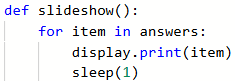 def slideshow():
    for item in answers:
        display.print(item)
        sleep(1)